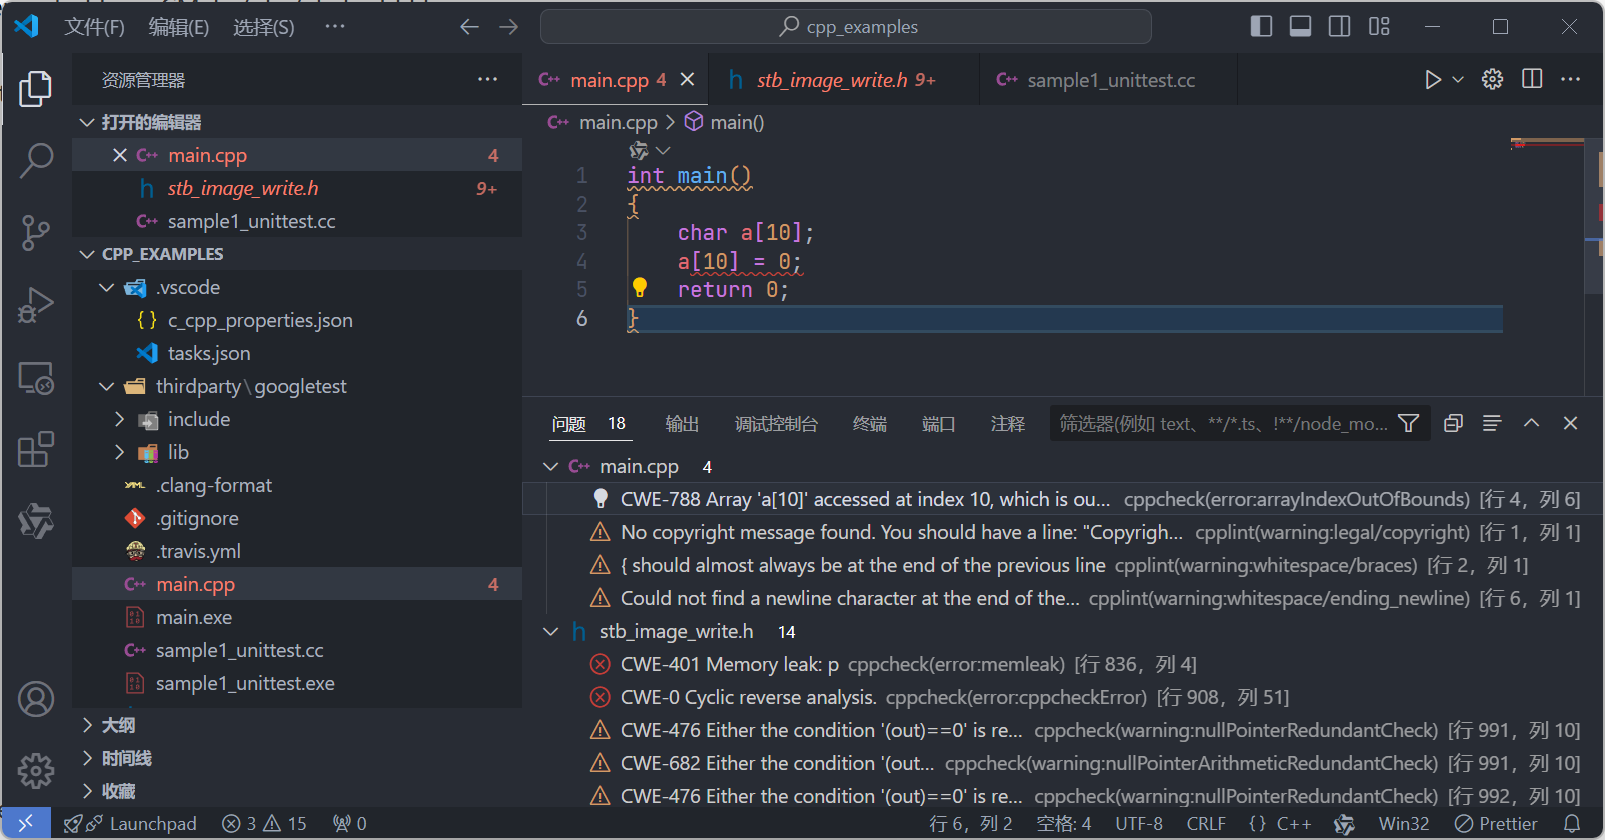 文件(F) 编辑(E) 选择(S) ··· cpp_examples
资源管理器 ···
打开的编辑器
main.cpp 4
stb_image_write.h 9+
sample1_unittest.cc
CPP_EXAMPLES
.vscode
c_cpp_properties.json
tasks.json
thirdparty\googletest
include
lib
.clang-format
.gitignore
.travis.yml
main.cpp 4
main.exe
sample1_unittest.cc
sample1_unittest.exe
大纲
时间线
收藏
main.cpp 4 stb_image_write.h 9+ sample1_unittest.cc
main.cpp > main()
1 int main()
2 {
3 char a[10];
4 a[10] = 0;
5 return 0;
6 }
问题 18 输出 调试控制台 终端 端口 注释 筛选器(例如 text、**/*.ts、!**/node_mo...
main.cpp 4
CWE-788 Array 'a[10]' accessed at index 10, which is ou... cppcheck(error:arrayIndexOutOfBounds) [行 4，列 6]
No copyright message found. You should have a line: "Copyrigh... cpplint(warning:legal/copyright) [行 1，列 1]
{ should almost always be at the end of the previous line cpplint(warning:whitespace/braces) [行 2，列 1]
Could not find a newline character at the end of the... cpplint(warning:whitespace/ending_newline) [行 6，列 1]
stb_image_write.h 14
CWE-401 Memory leak: p cppcheck(error:memleak) [行 836，列 4]
CWE-0 Cyclic reverse analysis. cppcheck(error:cppcheckError) [行 908，列 51]
CWE-476 Either the condition '(out)==0' is re... cppcheck(warning:nullPointerRedundantCheck) [行 991，列 10]
CWE-682 Either the condition '(out... cppcheck(warning:nullPointerArithmeticRedundantCheck) [行 991，列 10]
CWE-476 Either the condition '(out)==0' is re... cppcheck(warning:nullPointerRedundantCheck) [行 992，列 10]
Launchpad 3 15 0 行 6，列 2 空格: 4 UTF-8 CRLF {} C++ Win32 Prettier